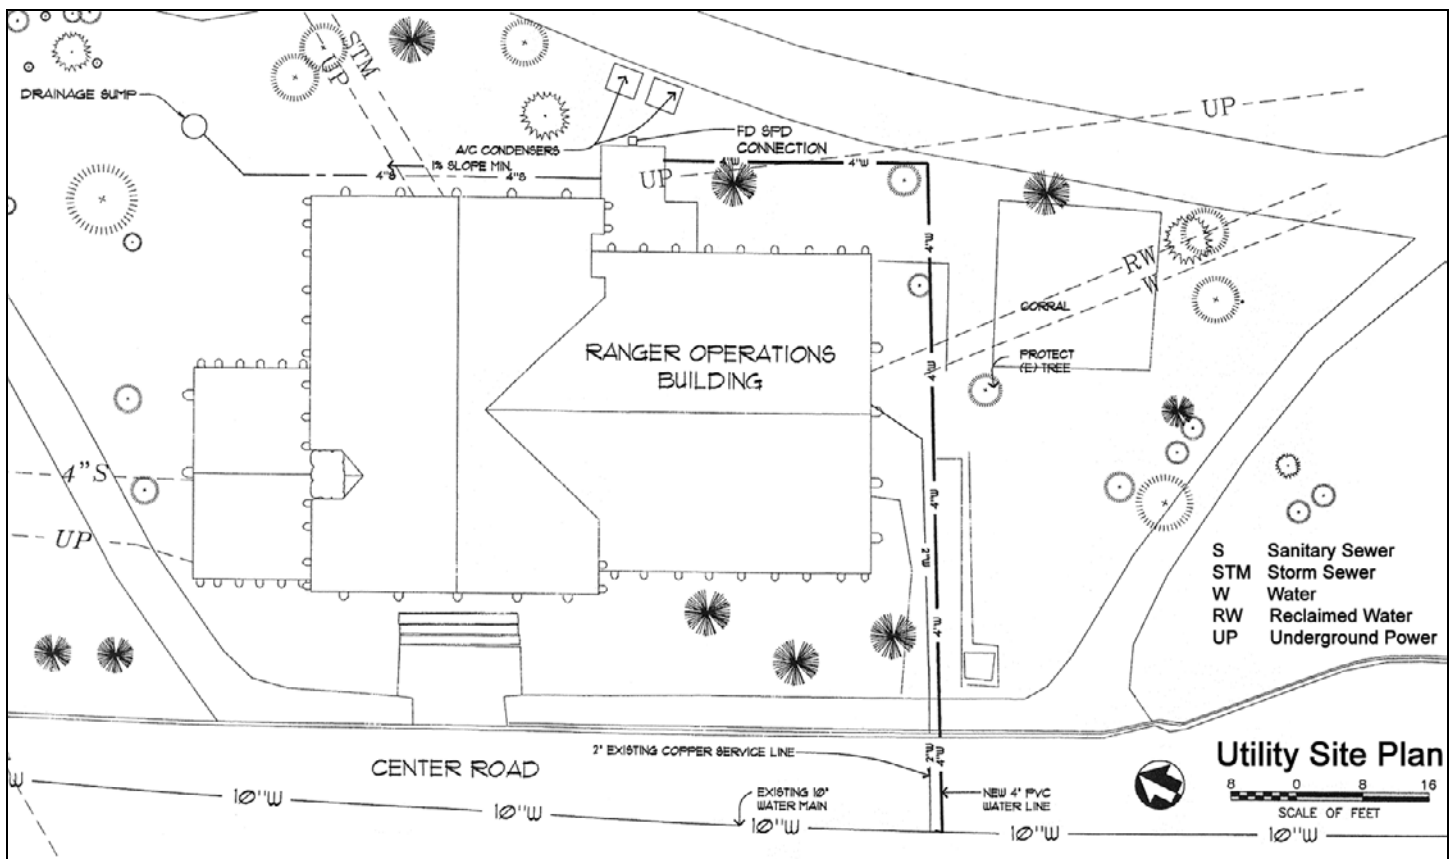 STM
UP
DRAINAGE SUMP
UP
FD SPD
CONNECTION
A/C CONDENSERS
1% SLOPE MIN.
4"S
4"S
4"W
4"W
UP
4"W
RW
W
CORRAL
RANGER OPERATIONS
BUILDING
PROTECT
(E) TREE
4"W
4"S
4"W
UP
2"W
S Sanitary Sewer
STM Storm Sewer
W Water
RW Reclaimed Water
UP Underground Power
4"W
2" EXISTING COPPER SERVICE LINE
2"W
4"W
Utility Site Plan
8 0 8 16
SCALE OF FEET
CENTER ROAD
W
EXISTING 10"
WATER MAIN
NEW 4" PVC
WATER LINE
10"W
10"W
10"W
10"W
10"W